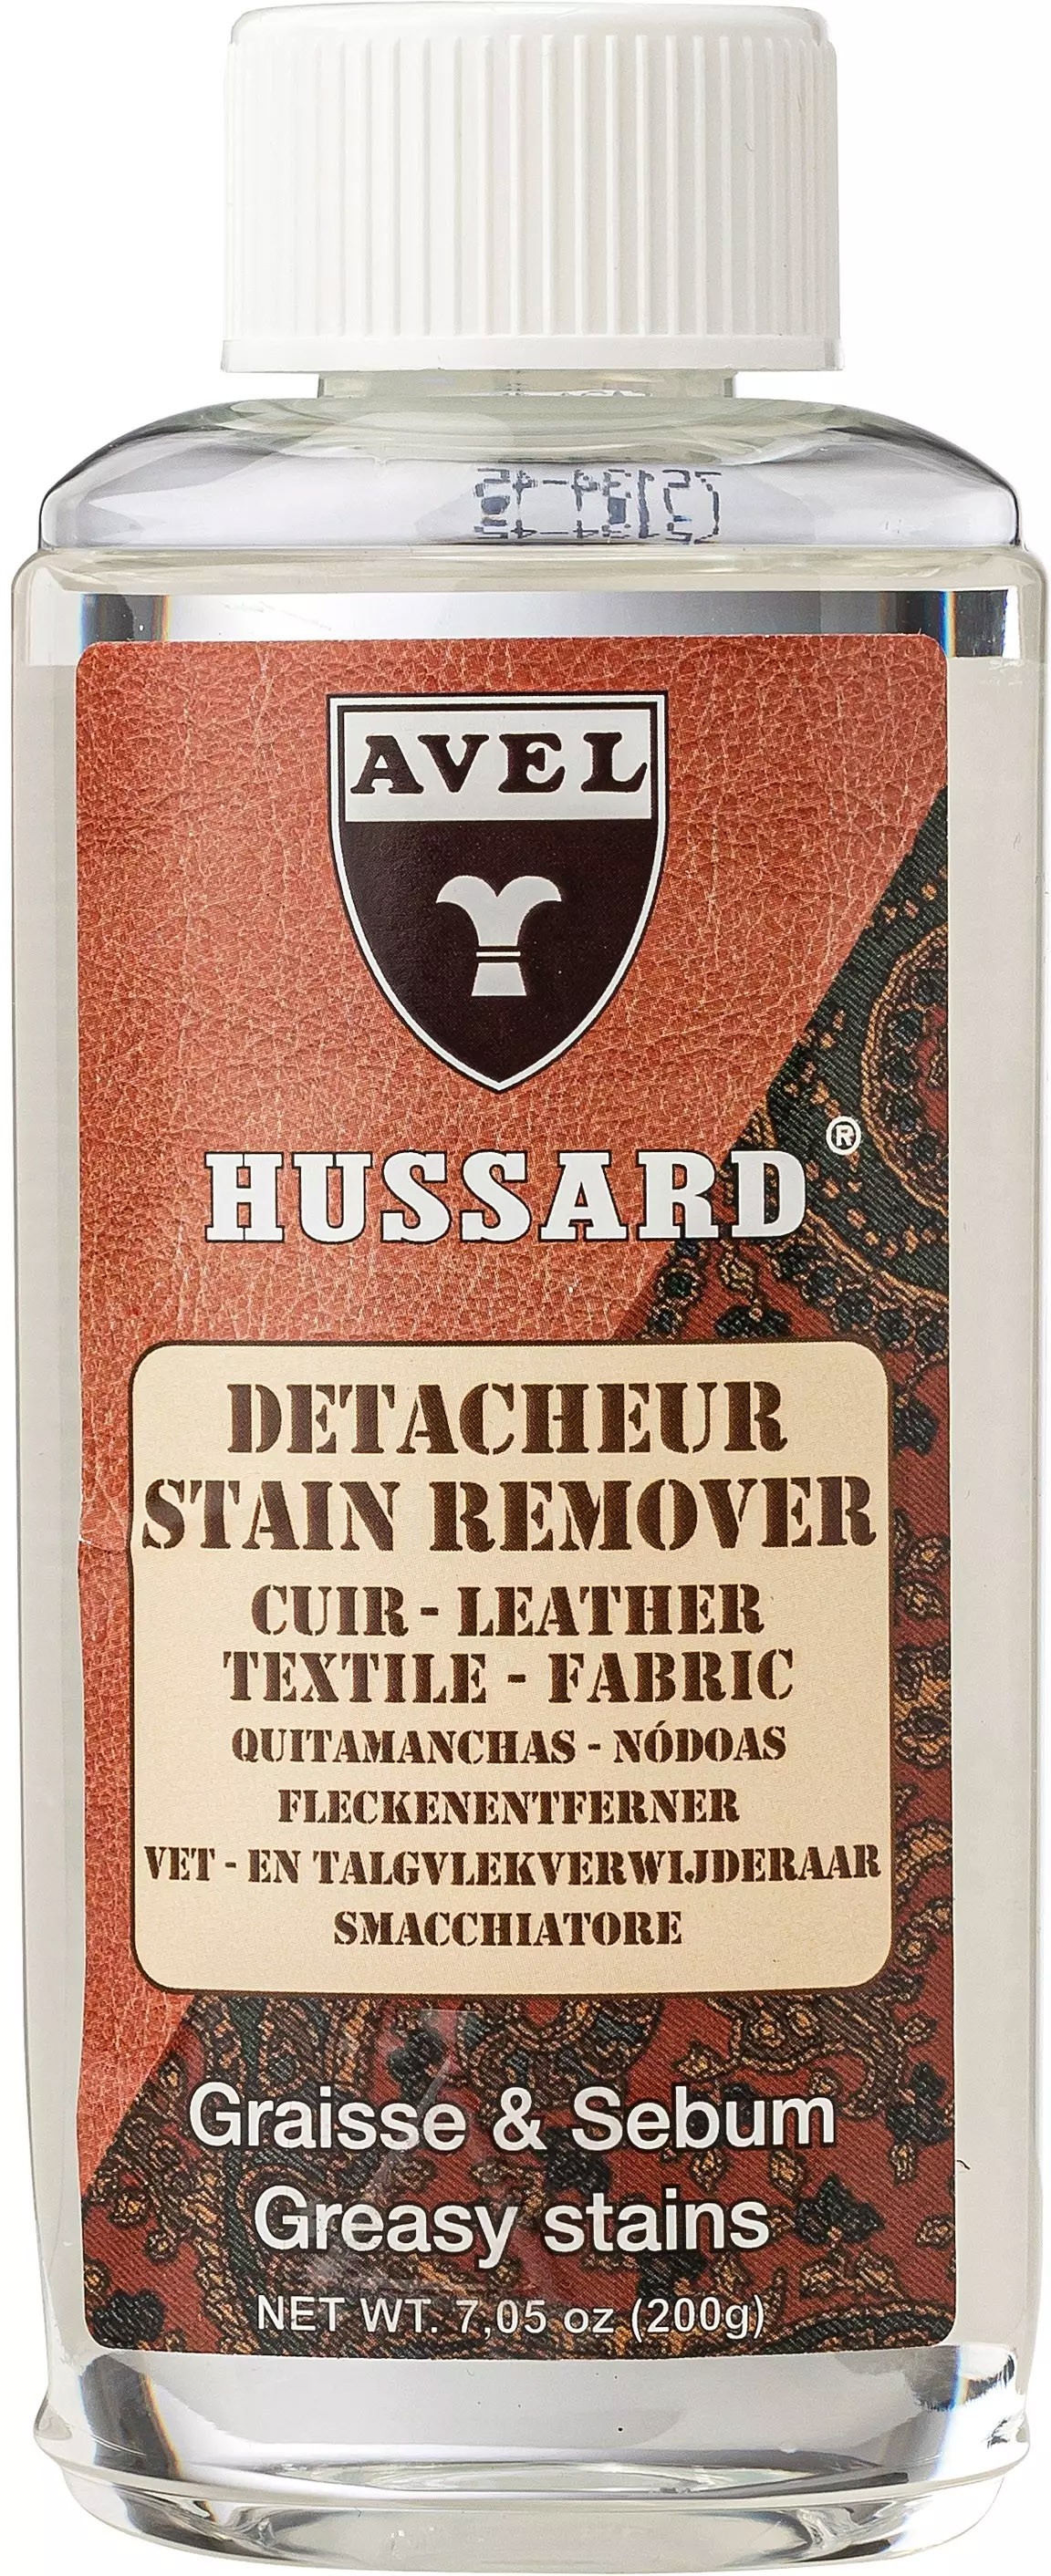 AVEL
HUSSARD®
DETACHEUR
STAIN REMOVER
CUIR - LEATHER
TEXTILE - FABRIC
QUITAMANCHAS - NÓDOAS
FLECKENENTFERNER
VET - EN TALGVLEKVERWIJDERAAR
SMACCHIATORE
Graisse & Sebum
Greasy stains
NET WT. 7,05 oz (200g)